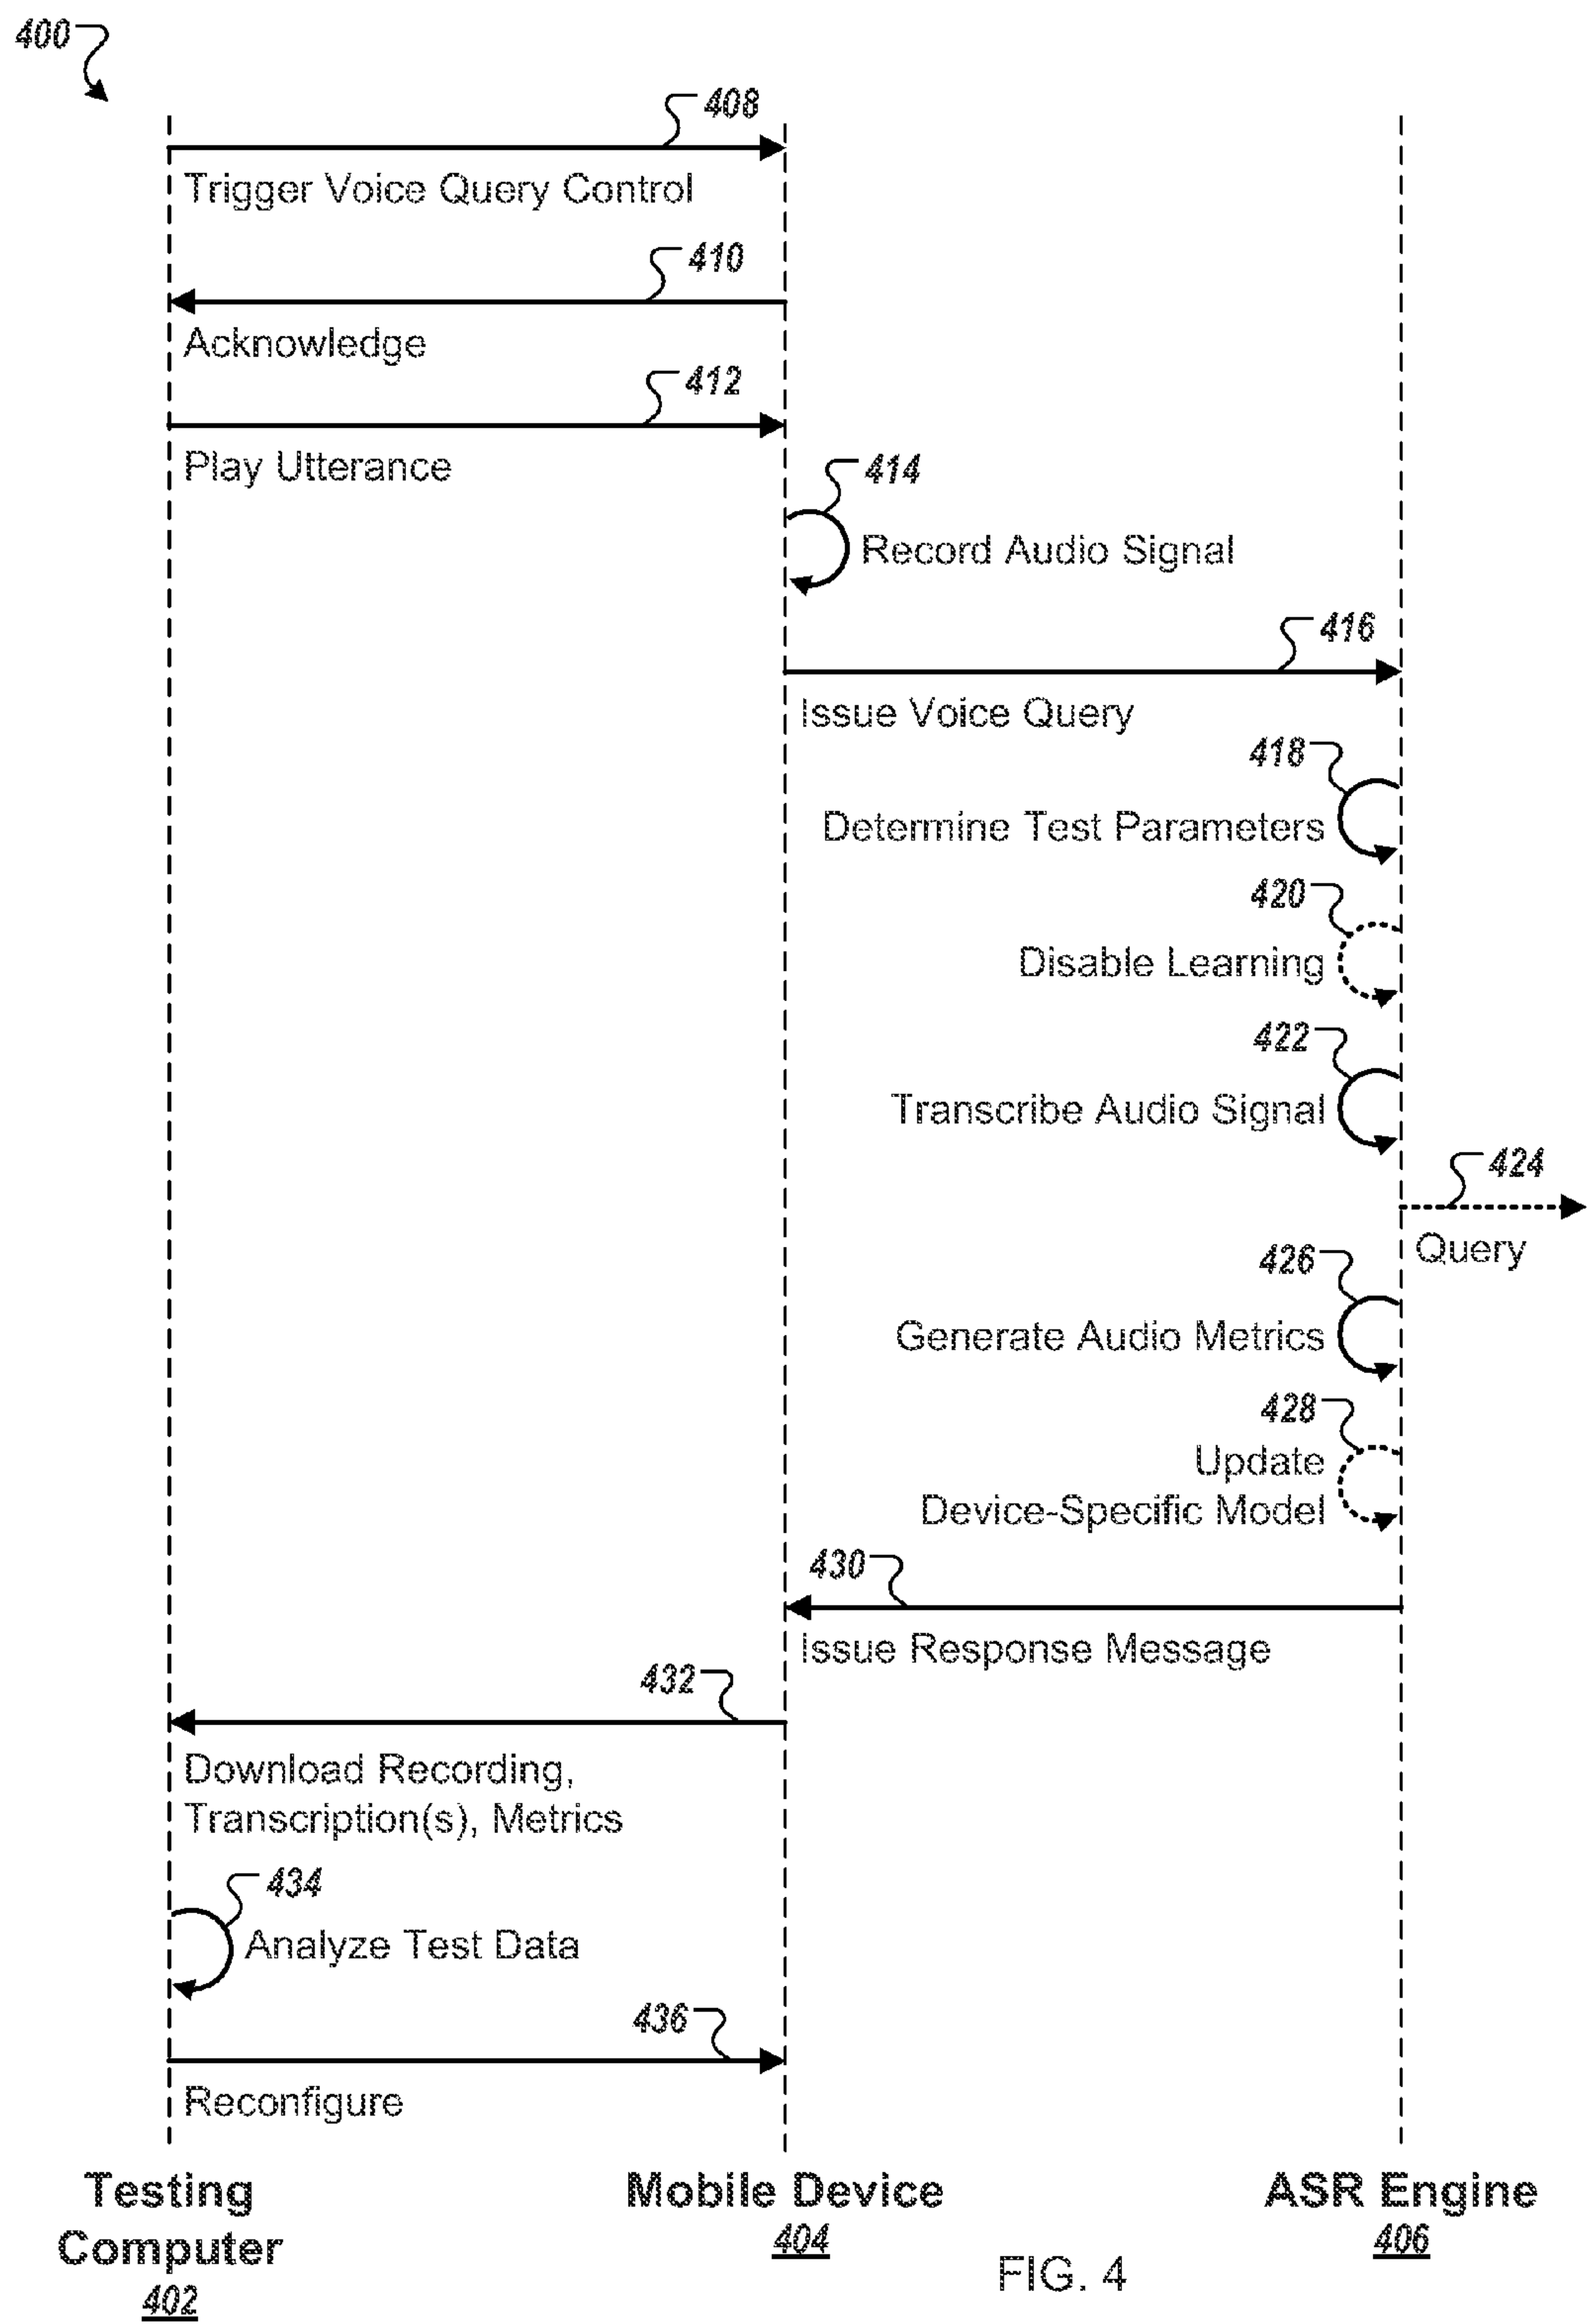 400
408
Trigger Voice Query Control
410
Acknowledge
412
Play Utterance
414
Record Audio Signal
416
Issue Voice Query
418
Determine Test Parameters
420
Disable Learning
422
Transcribe Audio Signal
424
Query
426
Generate Audio Metrics
428
Update
Device-Specific Model
430
Issue Response Message
432
Download Recording,
Transcription(s), Metrics
434
Analyze Test Data
436
Reconfigure
Testing
Computer
402
Mobile Device
404
ASR Engine
406
FIG. 4